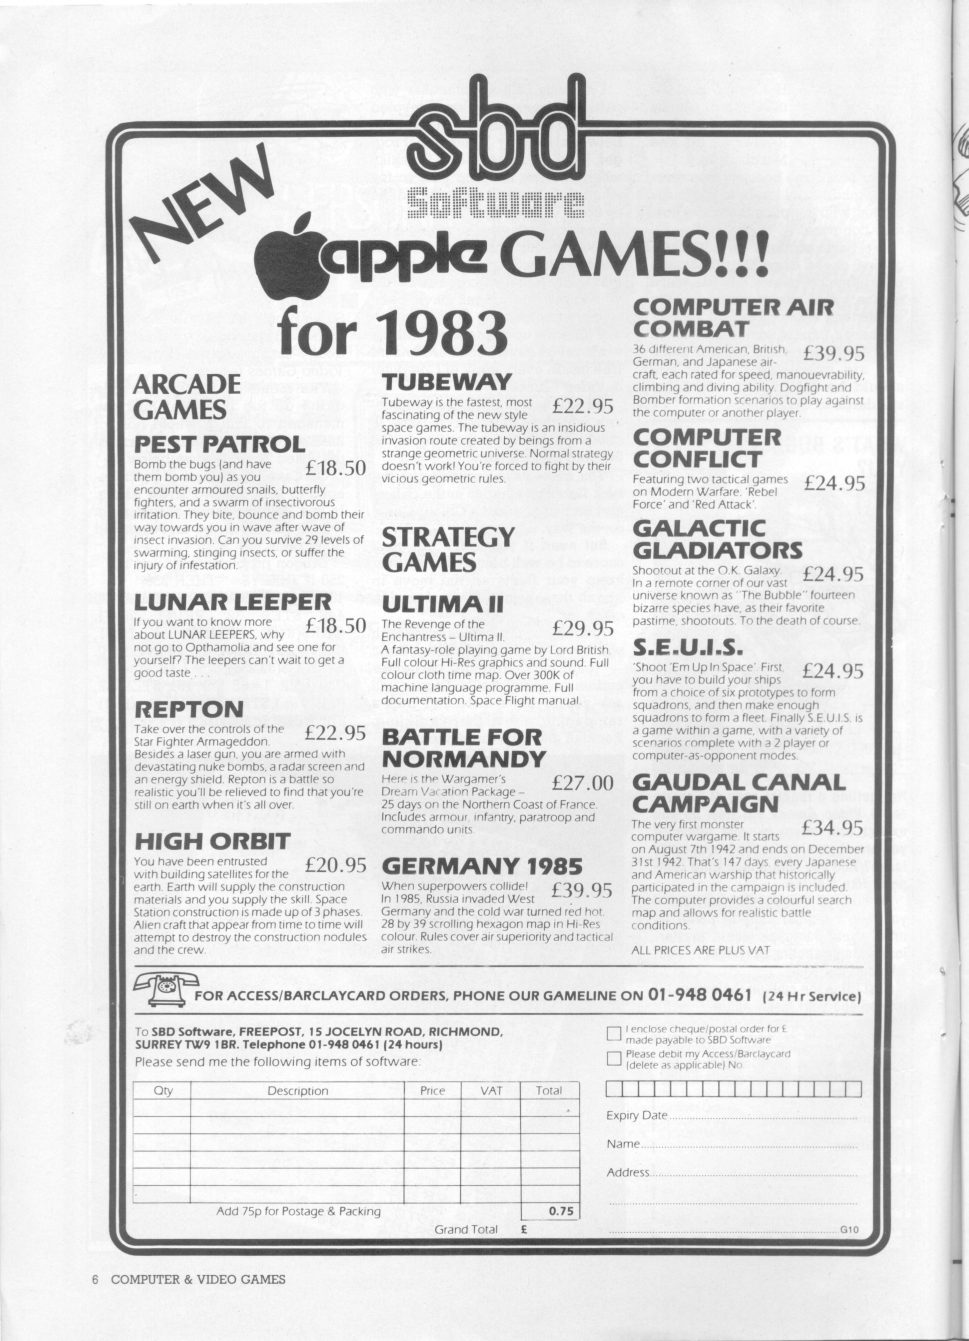 sbd
Software
NEW
apple GAMES!!!
for 1983
ARCADE
GAMES
PEST PATROL
Bomb the bugs (and have
them bomb you) as you
£18.50
encounter armoured snails, butterfly
fighters, and a swarm of insectivorous
irritation. They bite, bounce and bomb their
way towards you in wave after wave of
insect invasion. Can you survive 29 levels of
swarming, stinging insects, or suffer the
injury of infestation.
LUNAR LEEPER
If you want to know more
about LUNAR LEEPERS, why
£18.50
not go to Opthamolia and see one for
yourself? The leepers can't wait to get a
good taste . . .
REPTON
Take over the controls of the
Star Fighter Armageddon.
£22.95
Besides a laser gun, you are armed with
devastating nuke bombs, a radar screen and
an energy shield. Repton is a battle so
realistic you'll be relieved to find that you're
still on earth when it's all over.
HIGH ORBIT
You have been entrusted
with building satellites for the
£20.95
earth. Earth will supply the construction
materials and you supply the skill. Space
Station construction is made up of 3 phases.
Alien craft that appear from time to time will
attempt to destroy the construction nodules
and the crew.
TUBEWAY
Tubeway is the fastest, most
fascinating of the new style
£22.95
space games. The tubeway is an insidious
invasion route created by beings from a
strange geometric universe. Normal strategy
doesn't work! You're forced to fight by their
vicious geometric rules.
STRATEGY
GAMES
ULTIMA II
The Revenge of the
Enchantress – Ultima II.
£29.95
A fantasy-role playing game by Lord British.
Full colour Hi-Res graphics and sound. Full
colour cloth time map. Over 300K of
machine language programme. Full
documentation. Space Flight manual.
BATTLE FOR
NORMANDY
Here is the Wargamer's
Dream Vacation Package –
£27.00
25 days on the Northern Coast of France.
Includes armour, infantry, paratroop and
commando units.
GERMANY 1985
When superpowers collide!
In 1985, Russia invaded West
£39.95
Germany and the cold war turned red hot.
28 by 39 scrolling hexagon map in Hi-Res
colour. Rules cover air superiority and tactical
air strikes.
COMPUTER AIR
COMBAT
36 different American, British,
German, and Japanese air-
£39.95
craft, each rated for speed, manouevrability,
climbing and diving ability. Dogfight and
Bomber formation scenarios to play against
the computer or another player.
COMPUTER
CONFLICT
Featuring two tactical games
on Modern Warfare. 'Rebel
£24.95
Force' and 'Red Attack'.
GALACTIC
GLADIATORS
Shootout at the O.K. Galaxy.
In a remote corner of our vast
£24.95
universe known as "The Bubble" fourteen
bizarre species have, as their favorite
pastime, shootouts. To the death of course.
S.E.U.I.S.
'Shoot 'Em Up In Space'. First,
you have to build your ships
£24.95
from a choice of six prototypes to form
squadrons, and then make enough
squadrons to form a fleet. Finally S.E.U.I.S. is
a game within a game, with a variety of
scenarios complete with a 2 player or
computer-as-opponent modes.
GAUDAL CANAL
CAMPAIGN
The very first monster
computer wargame. It starts
£34.95
on August 7th 1942 and ends on December
31st 1942. That's 147 days, every Japanese
and American warship that historically
participated in the campaign is included.
The computer provides a colourful search
map and allows for realistic battle
conditions.
ALL PRICES ARE PLUS VAT
FOR ACCESS/BARCLAYCARD ORDERS, PHONE OUR GAMELINE ON 01-948 0461 (24 Hr Service)
To SBD Software, FREEPOST, 15 JOCELYN ROAD, RICHMOND,
SURREY TW9 1BR. Telephone 01-948 0461 (24 hours)
Please send me the following items of software:
Qty Description Price VAT Total
Add 75p for Postage & Packing 0.75
Grand Total £
I enclose cheque/postal order for £
made payable to SBD Software
Please debit my Access/Barclaycard
(delete as applicable) No.
Expiry Date
Name
Address
G10
6 COMPUTER & VIDEO GAMES